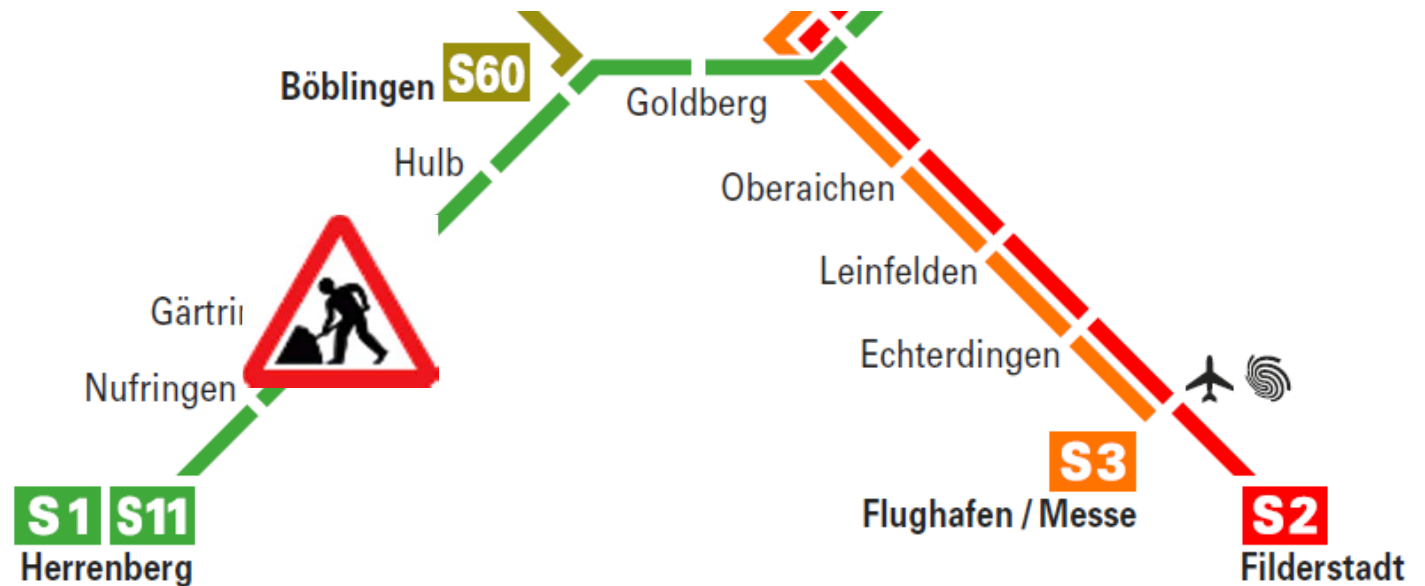 Böblingen S60
Goldberg
Hulb
Oberaichen
Leinfelden
Echterdingen
Nufringen
S1 S11
Herrenberg
S3
Flughafen / Messe
S2
Filderstadt